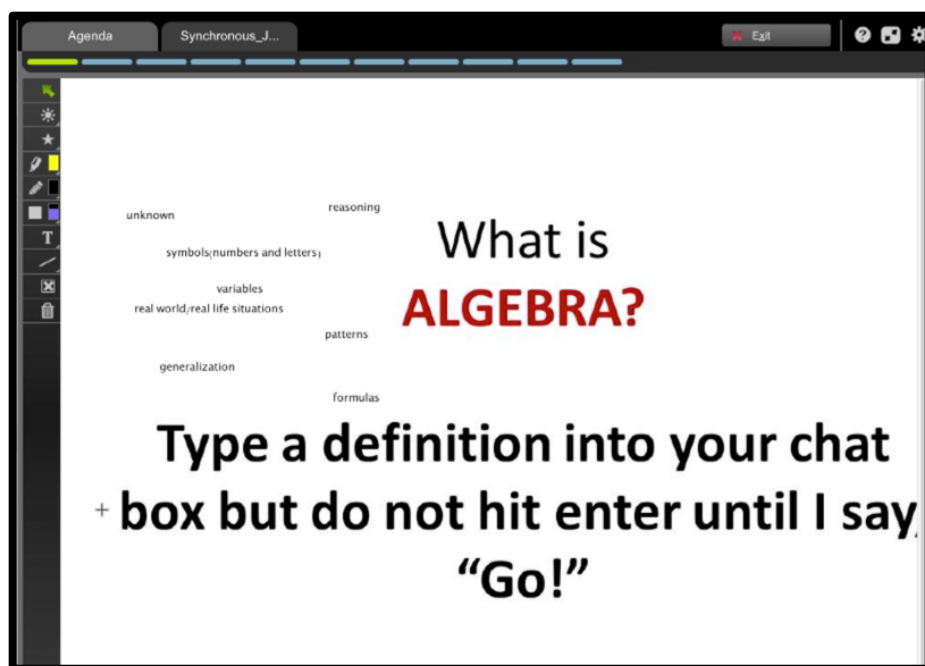 Agenda
Synchronous_J...
Exit
unknown
reasoning
symbols(numbers and letters)
variables
real world/real life situations
patterns
generalization
formulas
What is
ALGEBRA?
Type a definition into your chat
box but do not hit enter until I say,
“Go!”